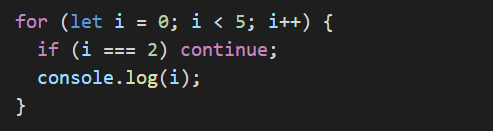 for (let i = 0; i < 5; i++) {
  if (i === 2) continue;
  console.log(i);
}